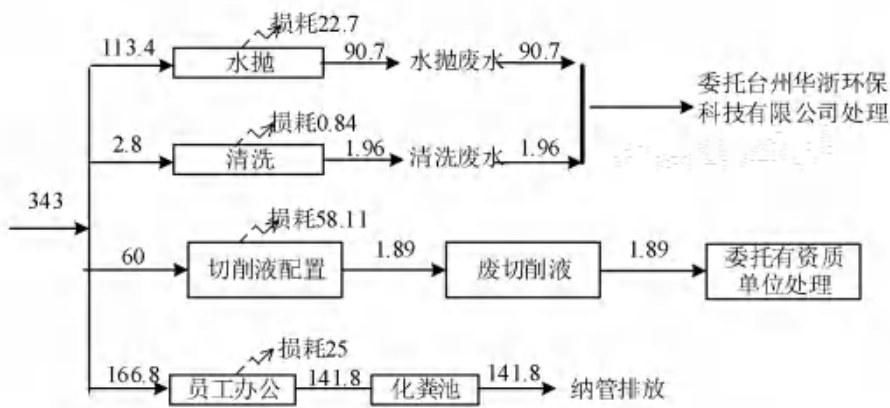 损耗22.7
113.4
水抛
90.7
水抛废水
90.7
委托台州华浙环保
科技有限公司处理
损耗0.84
2.8
清洗
1.96
清洗废水
1.96
343
损耗58.11
60
切削液配置
1.89
废切削液
1.89
委托有资质
单位处理
损耗25
166.8
员工办公
141.8
化粪池
141.8
纳管排放